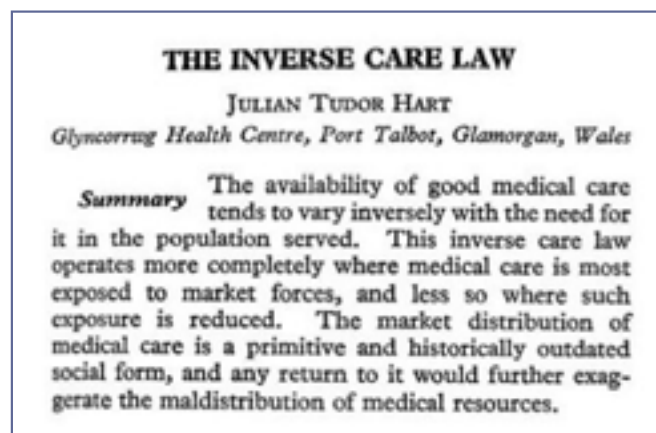 THE INVERSE CARE LAW
JULIAN TUDOR HART
Glyncorrwg Health Centre, Port Talbot, Glamorgan, Wales
Summary The availability of good medical care
tends to vary inversely with the need for
it in the population served. This inverse care law
operates more completely where medical care is most
exposed to market forces, and less so where such
exposure is reduced. The market distribution of
medical care is a primitive and historically outdated
social form, and any return to it would further exag-
gerate the maldistribution of medical resources.